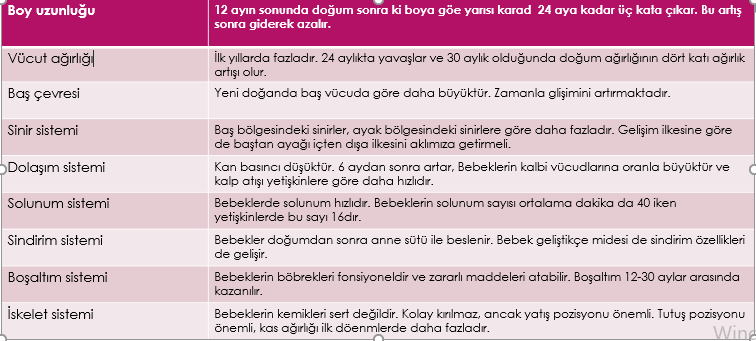 Boy uzunluğu
12 ayın sonunda doğum sonra ki boya göe yarısı karad 24 aya kadar üç kata çıkar. Bu artış
sonra giderek azalır.
Vücut ağırlığı
İlk yıllarda fazladır. 24 aylıkta yavaşlar ve 30 aylık olduğunda doğum ağırlığının dört katı ağırlık
artışı olur.
Baş çevresi
Yeni doğanda baş vücuda göre daha büyüktür. Zamanla glişimini artırmaktadır.
Sinir sistemi
Baş bölgesindeki sinirler, ayak bölgesindeki sinirlere göre daha fazladır. Gelişim ilkesine göre
de baştan ayağı içten dışa ilkesini aklımıza getirmeli.
Dolaşım sistemi
Kan basıncı düşüktür. 6 aydan sonra artar, Bebeklerin kalbi vücudlarına oranla büyüktür ve
kalp atışı yetişkinlere göre daha hızlıdır.
Solunum sistemi
Bebeklerde solunum hızlıdır. Bebeklerin solunum sayısı ortalama dakika da 40 iken
yetişkinlerde bu sayı 16dır.
Sindirim sistemi
Bebekler doğumdan sonra anne sütü ile beslenir. Bebek geliştikçe midesi de sindirim özellikleri
de gelişir.
Boşaltım sistemi
Bebeklerin böbrekleri fonsiyoneldir ve zararlı maddeleri atabilir. Boşaltım 12-30 aylar arasında
kazanılır.
İskelet sistemi
Bebeklerin kemikleri sert değildir. Kolay kırılmaz, ancak yatış pozisyonu önemli. Tutuş pozisyonu
önemli, kas ağırlığı ilk döenmlerde daha fazladır.